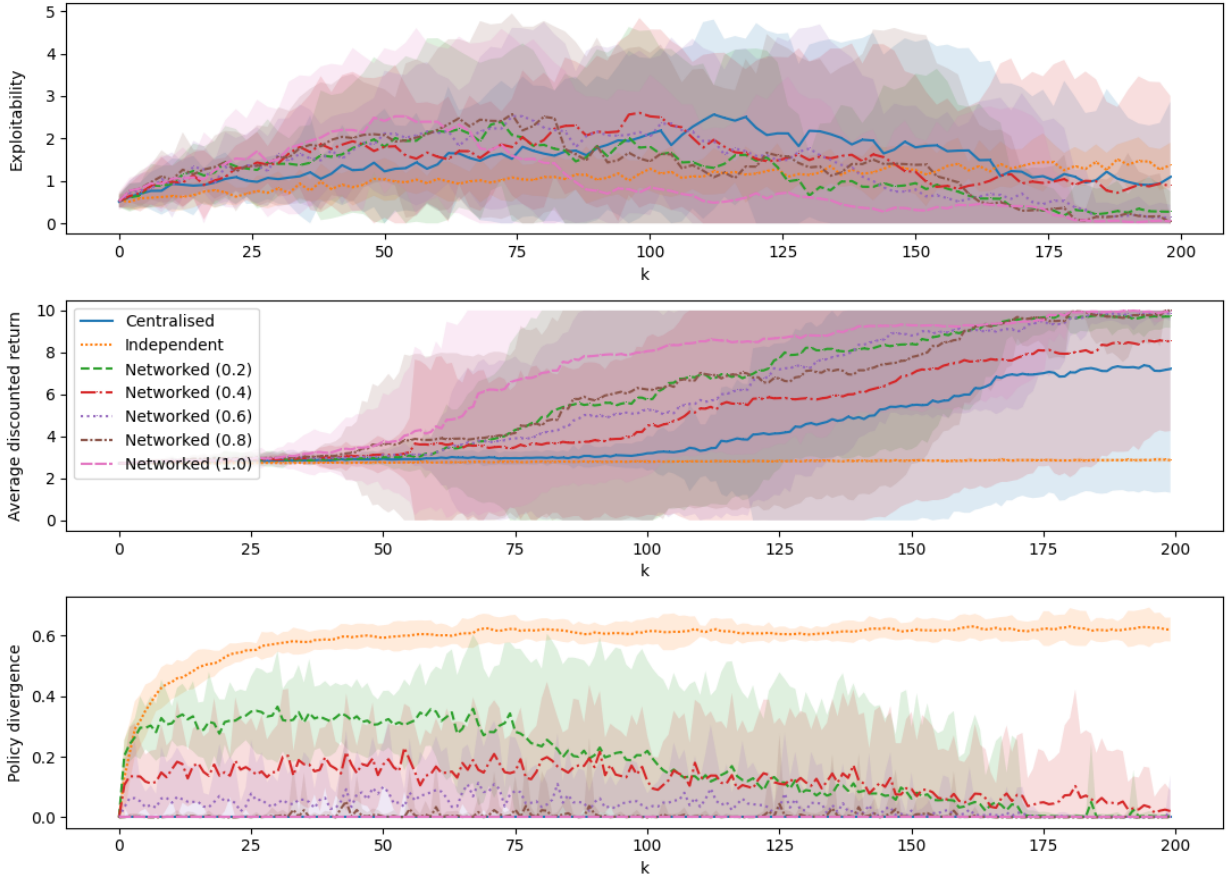 Exploitability
5
4
3
2
1
0
0 25 50 75 100 125 150 175 200
k
Average discounted return
10
8
6
4
2
0
Centralised
Independent
Networked (0.2)
Networked (0.4)
Networked (0.6)
Networked (0.8)
Networked (1.0)
0 25 50 75 100 125 150 175 200
k
Policy divergence
0.6
0.4
0.2
0.0
0 25 50 75 100 125 150 175 200
k